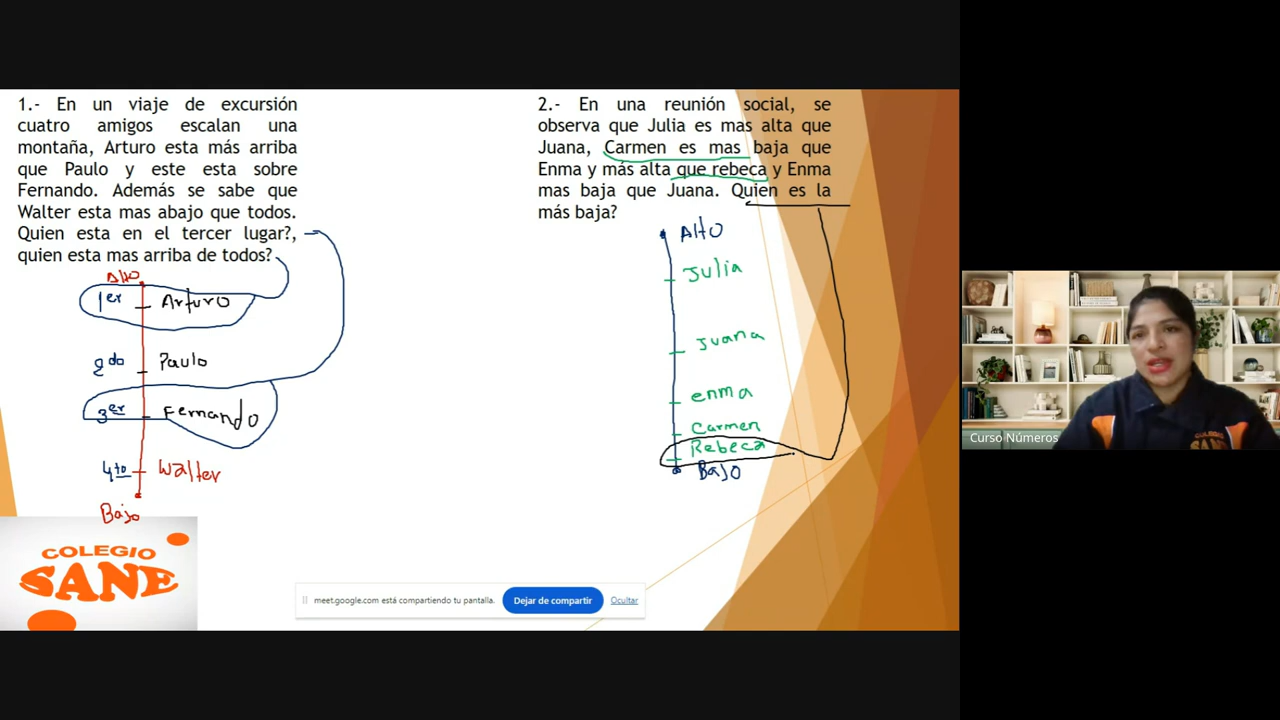 1.- En un viaje de excursión
cuatro amigos escalan una
montaña, Arturo esta más arriba
que Paulo y este esta sobre
Fernando. Además se sabe que
Walter esta mas abajo que todos.
Quien esta en el tercer lugar?,
quien esta mas arriba de todos?
Alto
1er Arturo
2do Paulo
3er Fernando
4to Walter
Bajo
COLEGIO
SANE
2.- En una reunión social, se
observa que Julia es mas alta que
Juana, Carmen es mas baja que
Enma y más alta que rebeca y Enma
mas baja que Juana. Quien es la
más baja?
Alto
Julia
Juana
enma
Carmen
Rebeca
BAJO
meet.google.com está compartiendo tu pantalla.
Dejar de compartir
Ocultar
COLEGIO
SANE
Curso Números